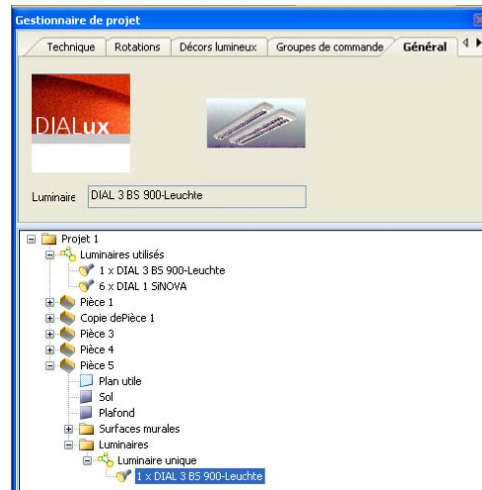 Gestionnaire de projet
Technique Rotations Décors lumineux Groupes de commande Général
DIALux
Luminaire DIAL 3 BS 900-Leuchte
Projet 1
Luminaires utilisés
1 x DIAL 3 BS 900-Leuchte
6 x DIAL 1 SiNOVA
Pièce 1
Copie dePièce 1
Pièce 3
Pièce 4
Pièce 5
Plan utile
Sol
Plafond
Surfaces murales
Luminaires
Luminaire unique
1 x DIAL 3 BS 900-Leuchte